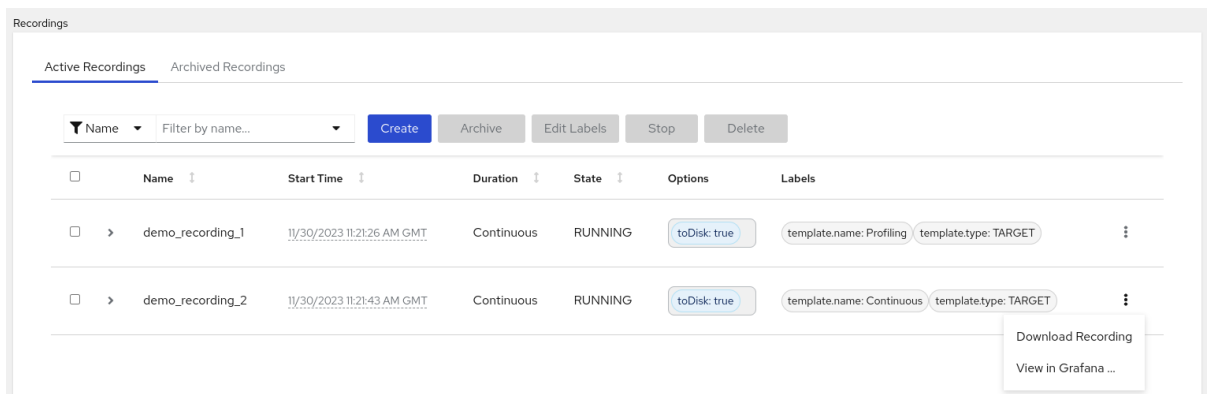 Recordings
Active Recordings Archived Recordings
Name Filter by name... Create Archive Edit Labels Stop Delete
Name Start Time Duration State Options Labels
demo_recording_1 11/30/2023 11:21:26 AM GMT Continuous RUNNING toDisk: true template.name: Profiling template.type: TARGET
demo_recording_2 11/30/2023 11:21:43 AM GMT Continuous RUNNING toDisk: true template.name: Continuous template.type: TARGET
Download Recording
View in Grafana ...